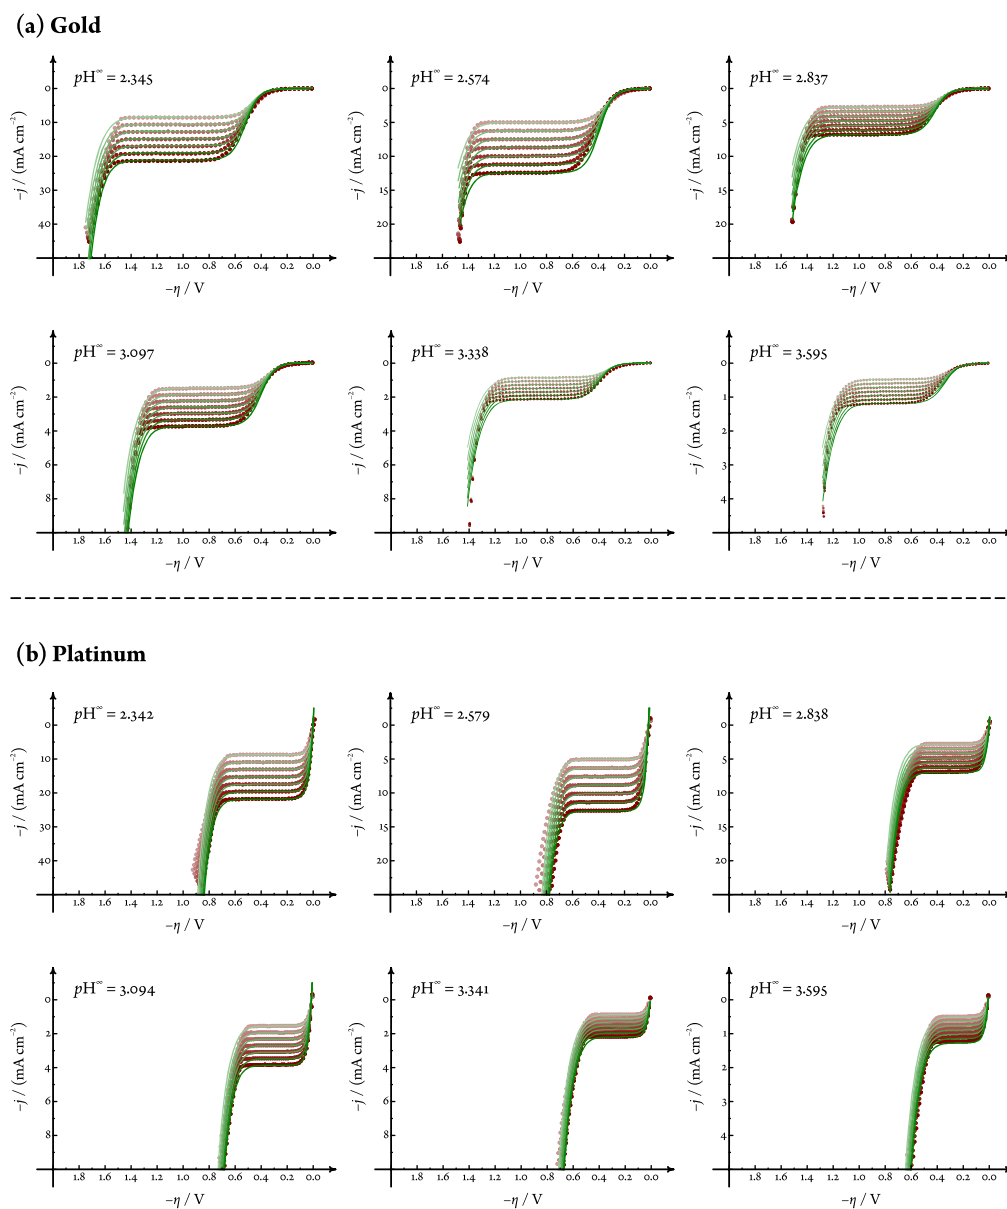 (a) Gold
pH∞ = 2.345
pH∞ = 2.574
pH∞ = 2.837
0
10
20
30
40
–j / (mA cm⁻²)
1.8 1.6 1.4 1.2 1.0 0.8 0.6 0.4 0.2 0.0
–η / V
0
5
10
15
20
–j / (mA cm⁻²)
1.8 1.6 1.4 1.2 1.0 0.8 0.6 0.4 0.2 0.0
–η / V
0
5
10
15
20
–j / (mA cm⁻²)
1.8 1.6 1.4 1.2 1.0 0.8 0.6 0.4 0.2 0.0
–η / V
pH∞ = 3.097
pH∞ = 3.338
pH∞ = 3.595
0
2
4
6
8
–j / (mA cm⁻²)
1.8 1.6 1.4 1.2 1.0 0.8 0.6 0.4 0.2 0.0
–η / V
0
2
4
6
8
–j / (mA cm⁻²)
1.8 1.6 1.4 1.2 1.0 0.8 0.6 0.4 0.2 0.0
–η / V
0
1
2
3
4
–j / (mA cm⁻²)
1.8 1.6 1.4 1.2 1.0 0.8 0.6 0.4 0.2 0.0
–η / V
(b) Platinum
pH∞ = 2.342
pH∞ = 2.579
pH∞ = 2.838
0
10
20
30
40
–j / (mA cm⁻²)
1.8 1.6 1.4 1.2 1.0 0.8 0.6 0.4 0.2 0.0
–η / V
0
5
10
15
20
–j / (mA cm⁻²)
1.8 1.6 1.4 1.2 1.0 0.8 0.6 0.4 0.2 0.0
–η / V
0
5
10
15
20
–j / (mA cm⁻²)
1.8 1.6 1.4 1.2 1.0 0.8 0.6 0.4 0.2 0.0
–η / V
pH∞ = 3.094
pH∞ = 3.341
pH∞ = 3.595
0
2
4
6
8
–j / (mA cm⁻²)
1.8 1.6 1.4 1.2 1.0 0.8 0.6 0.4 0.2 0.0
–η / V
0
2
4
6
8
–j / (mA cm⁻²)
1.8 1.6 1.4 1.2 1.0 0.8 0.6 0.4 0.2 0.0
–η / V
0
1
2
3
4
–j / (mA cm⁻²)
1.8 1.6 1.4 1.2 1.0 0.8 0.6 0.4 0.2 0.0
–η / V